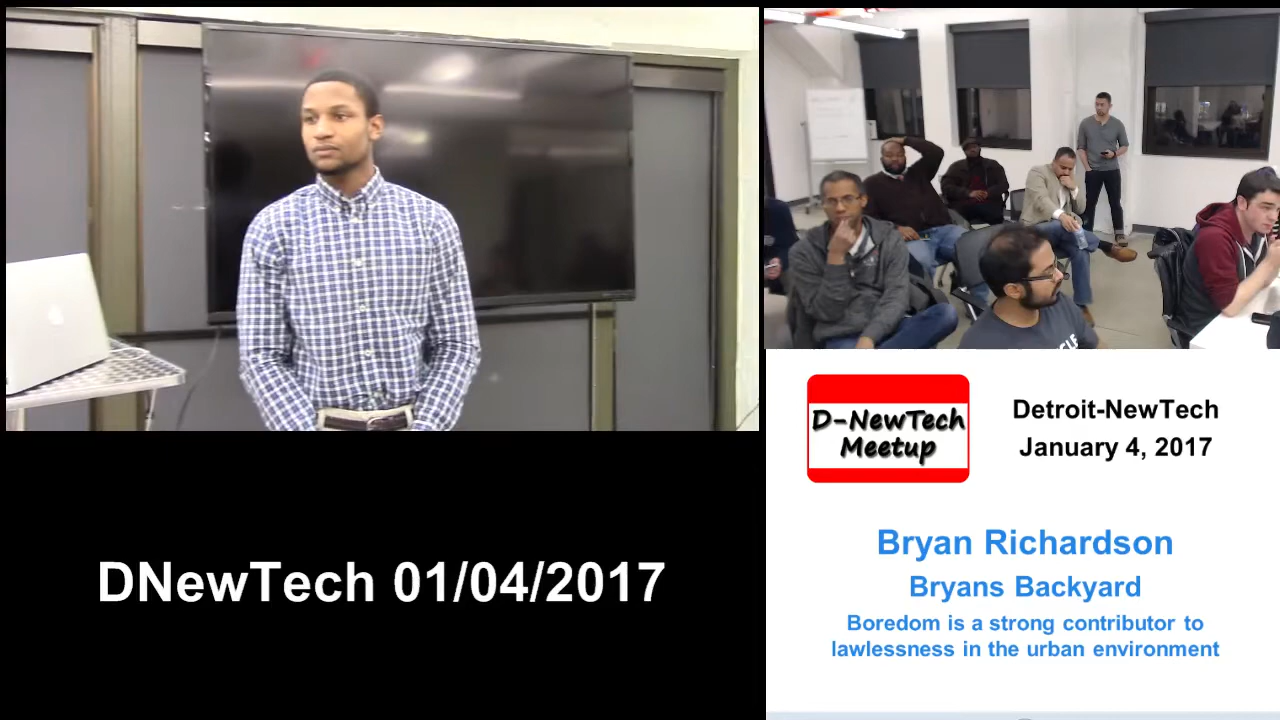 D-NewTech
Meetup
Detroit-NewTech
January 4, 2017
Bryan Richardson
Bryans Backyard
Boredom is a strong contributor to
lawlessness in the urban environment
DNewTech 01/04/2017